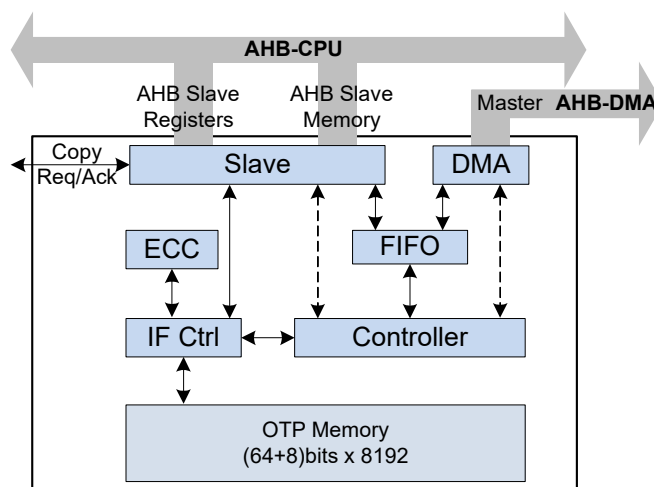 AHB-CPU
AHB Slave
Registers
AHB Slave
Memory
Master AHB-DMA
Copy
Req/Ack
Slave
DMA
ECC
FIFO
IF Ctrl
Controller
OTP Memory
(64+8)bits x 8192